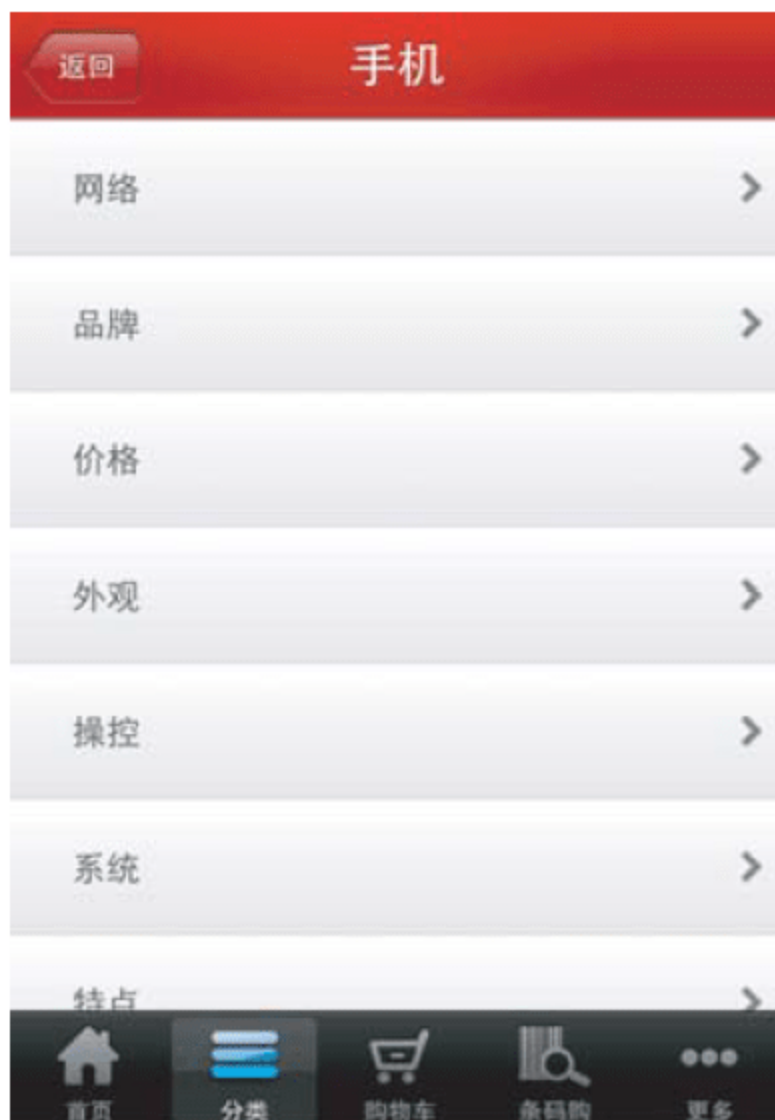 返回 手机
网络
品牌
价格
外观
操控
系统
特点
首页 分类 购物车 条码购 更多